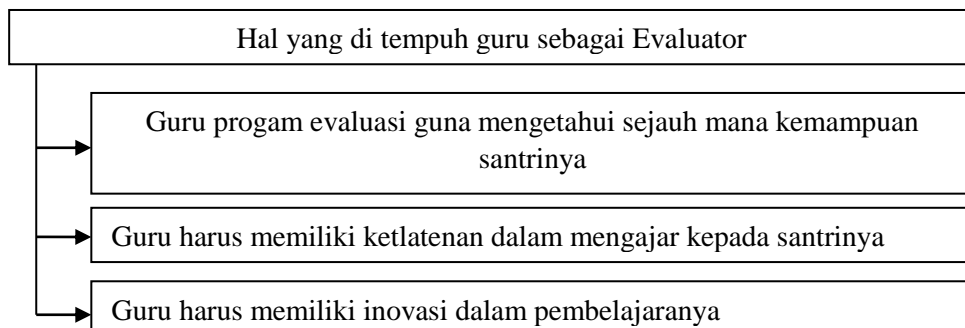 Hal yang di tempuh guru sebagai Evaluator
Guru progam evaluasi guna mengetahui sejauh mana kemampuan
santrinya
Guru harus memiliki ketlatenan dalam mengajar kepada santrinya
Guru harus memiliki inovasi dalam pembelajaranya